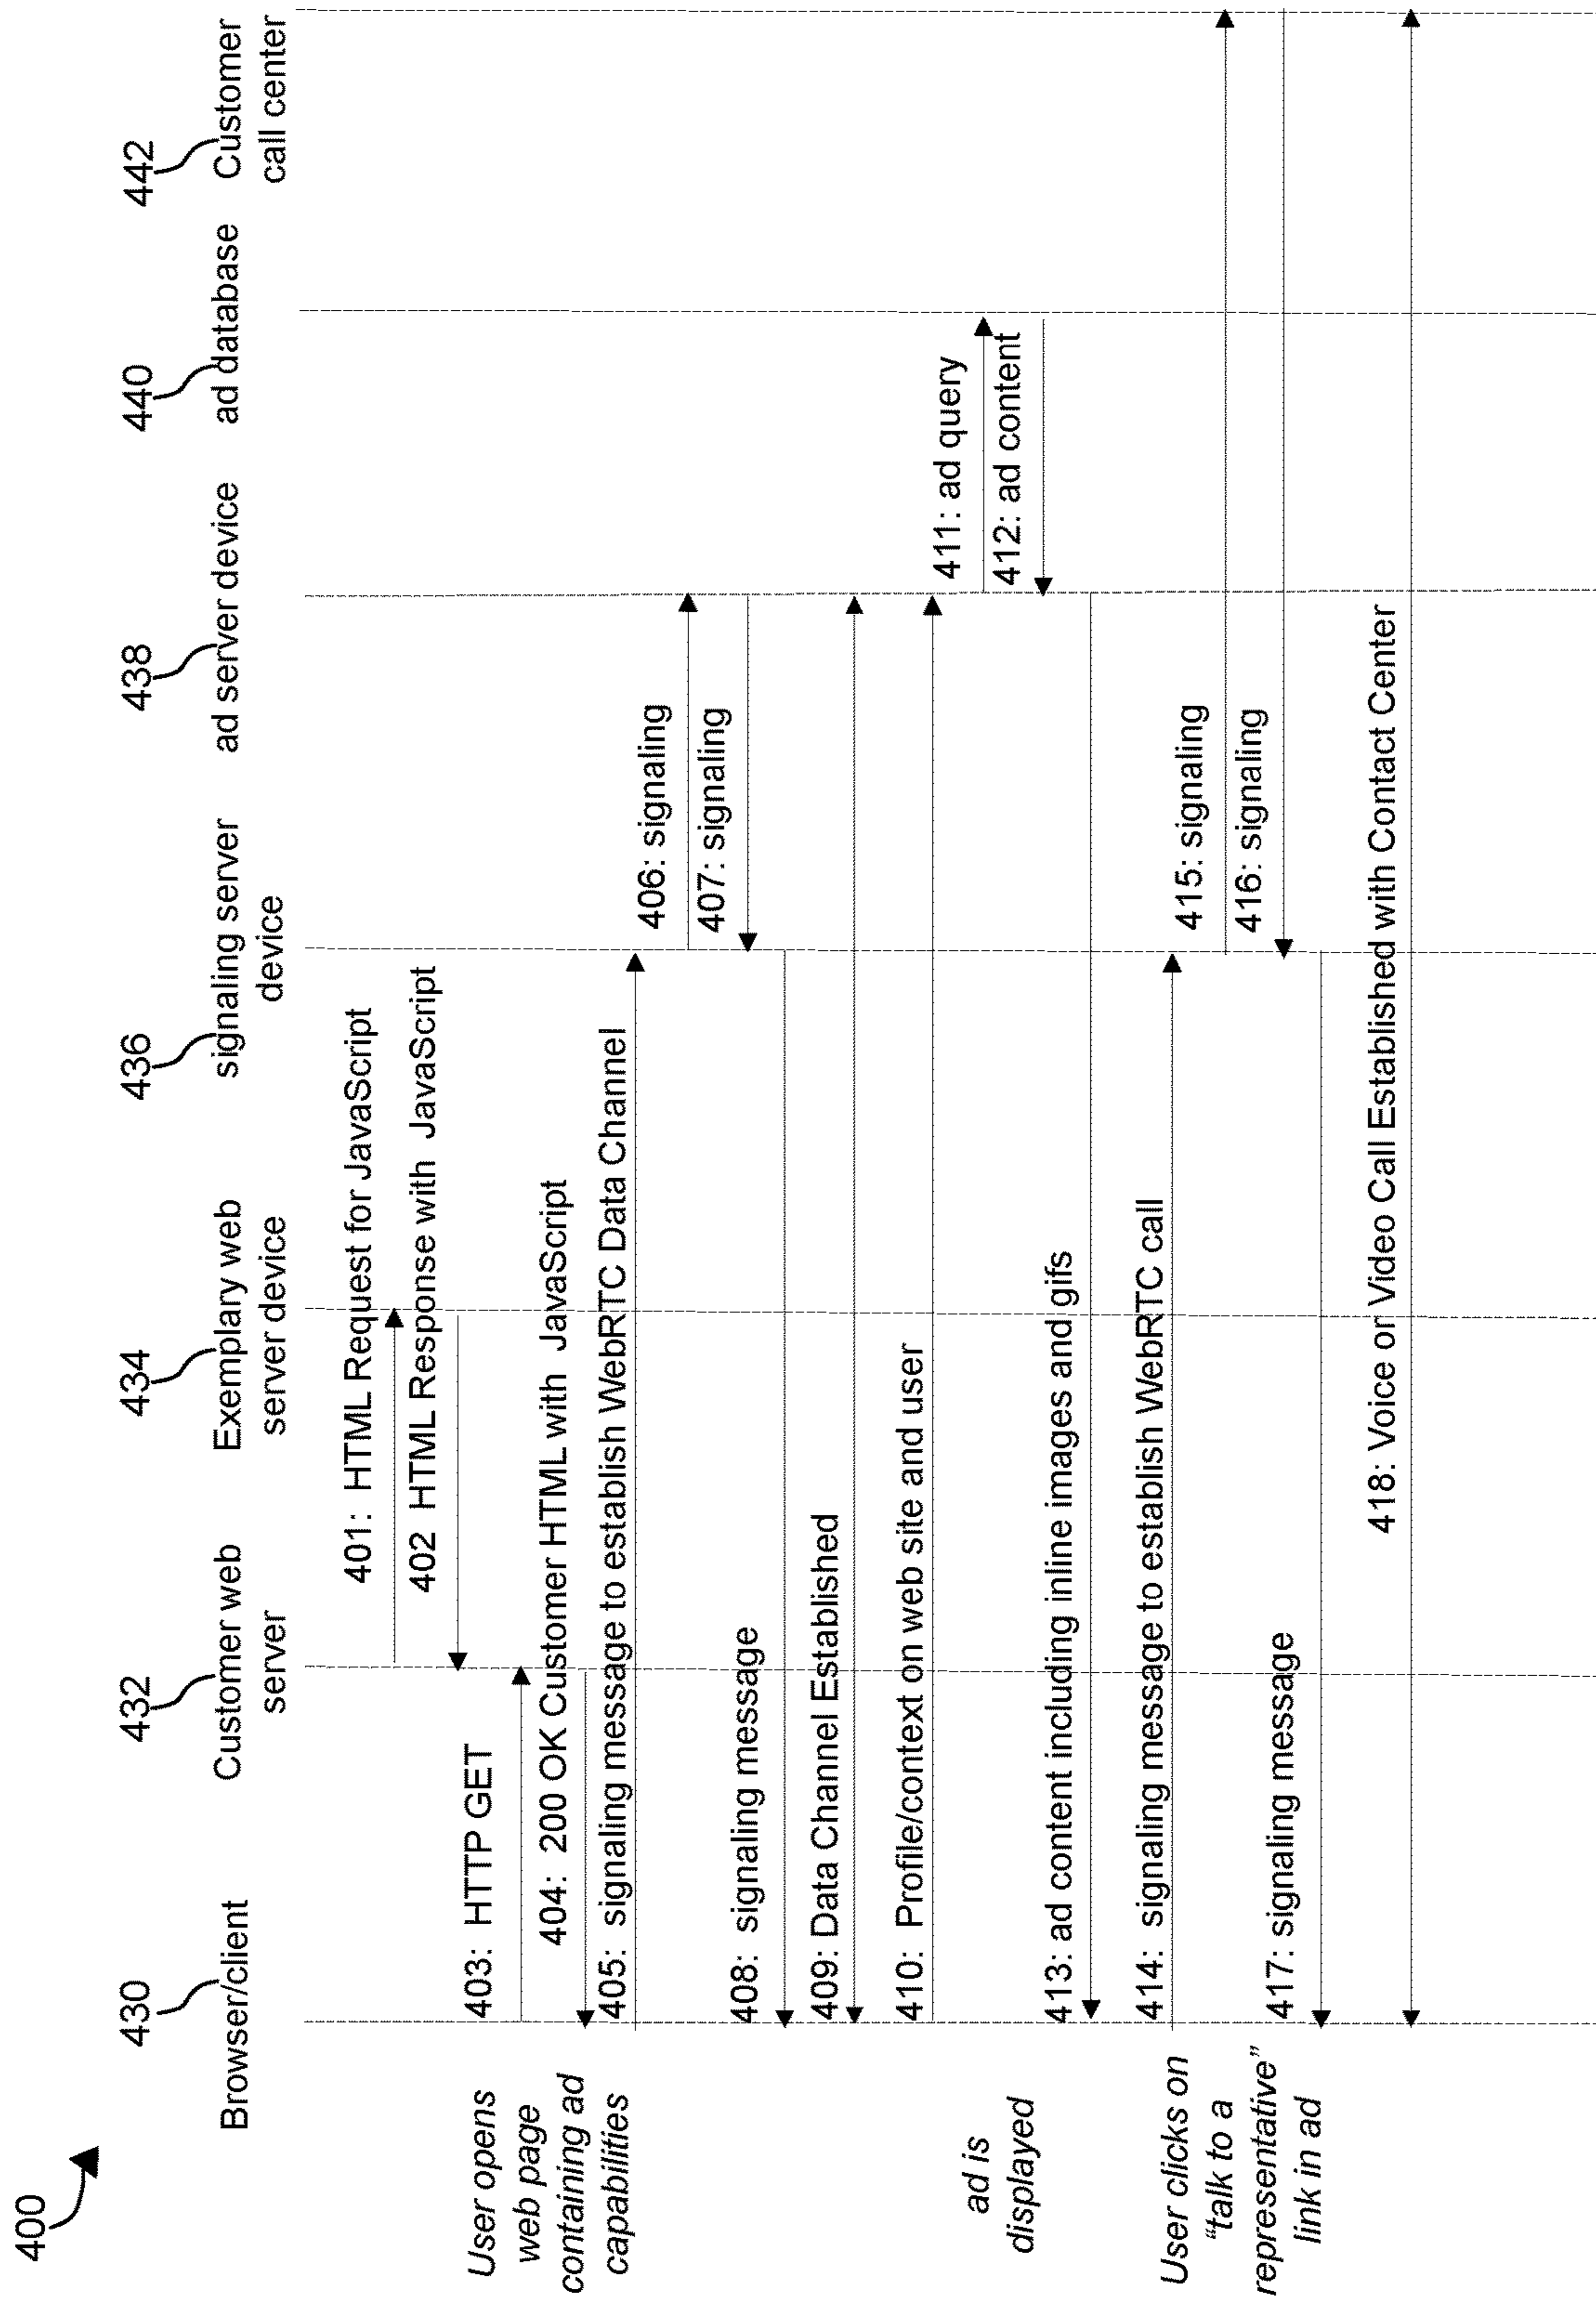 400
430
Browser/client
432
Customer web
server
434
Exemplary web
server device
436
signaling server
device
438
ad server device
440
ad database
442
Customer
call center
401: HTML Request for JavaScript
402 HTML Response with JavaScript
User opens
web page
containing ad
capabilities
403: HTTP GET
404: 200 OK Customer HTML with JavaScript
405: signaling message to establish WebRTC Data Channel
406: signaling
407: signaling
408: signaling message
409: Data Channel Established
410: Profile/context on web site and user
411: ad query
412: ad content
ad is
displayed
413: ad content including inline images and gifs
User clicks on
“talk to a
representative”
link in ad
414: signaling message to establish WebRTC call
415: signaling
416: signaling
417: signaling message
418: Voice or Video Call Established with Contact Center